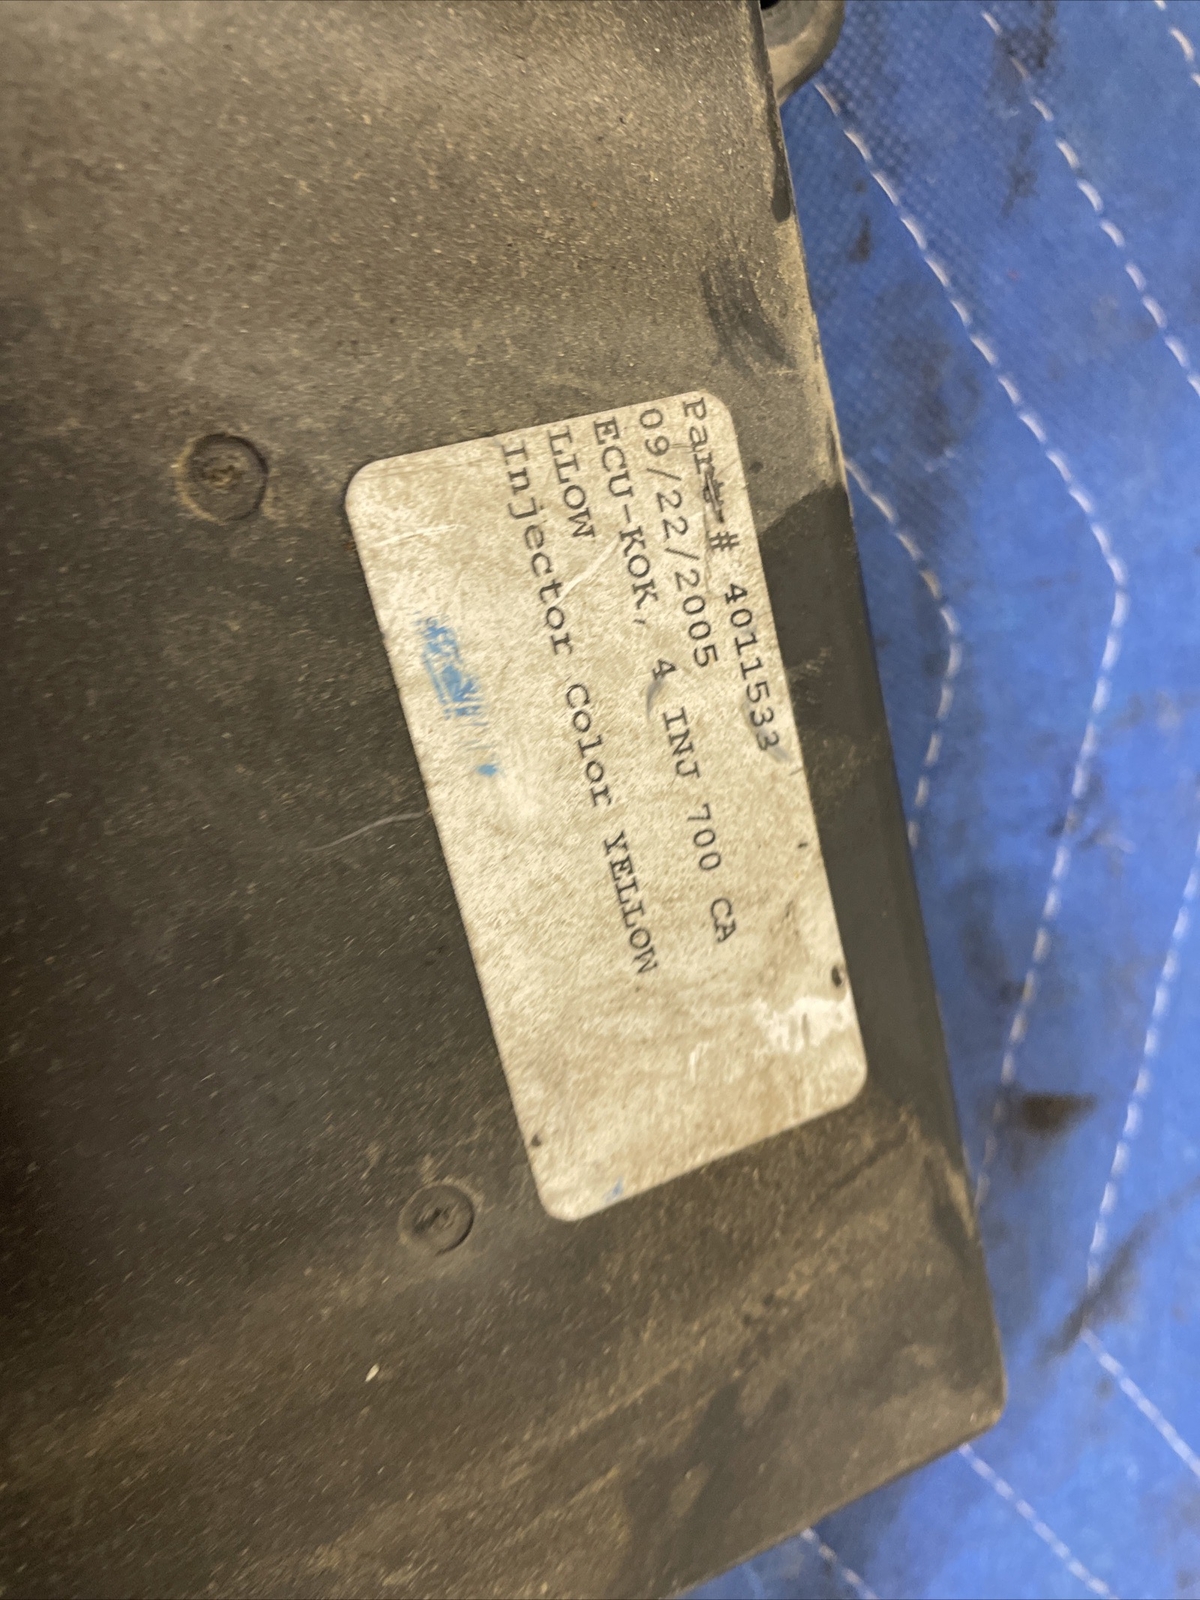 Part # 4011533
09/22/2005
ECU-KOK, 4 INJ 700 CA
LLOW
Injector Color YELLOW